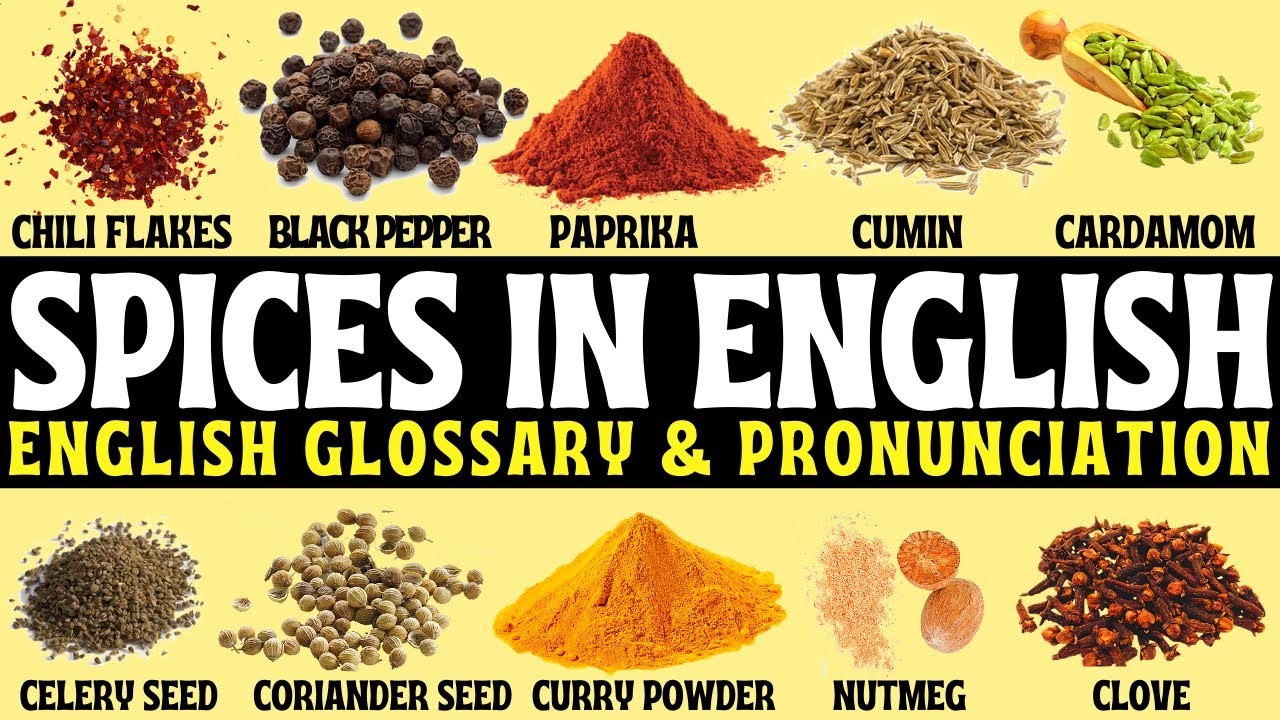 CHILI FLAKES
BLACK PEPPER
PAPRIKA
CUMIN
CARDAMOM
SPICES IN ENGLISH
ENGLISH GLOSSARY & PRONUNCIATION
CELERY SEED
CORIANDER SEED
CURRY POWDER
NUTMEG
CLOVE